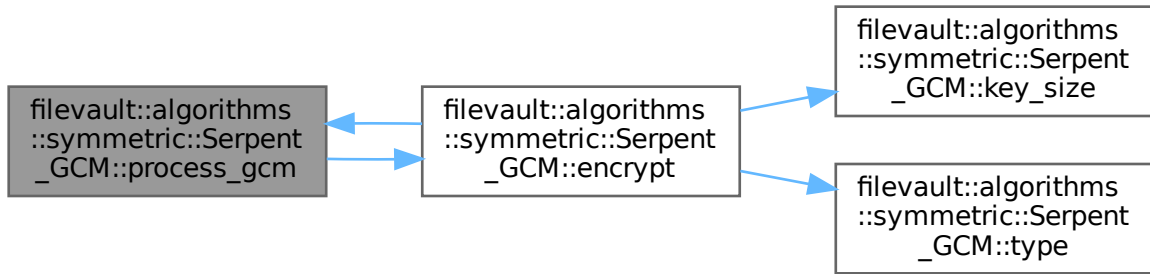 filevault::algorithms
::symmetric::Serpent
_GCM::process_gcm
filevault::algorithms
::symmetric::Serpent
_GCM::encrypt
filevault::algorithms
::symmetric::Serpent
_GCM::key_size
filevault::algorithms
::symmetric::Serpent
_GCM::type